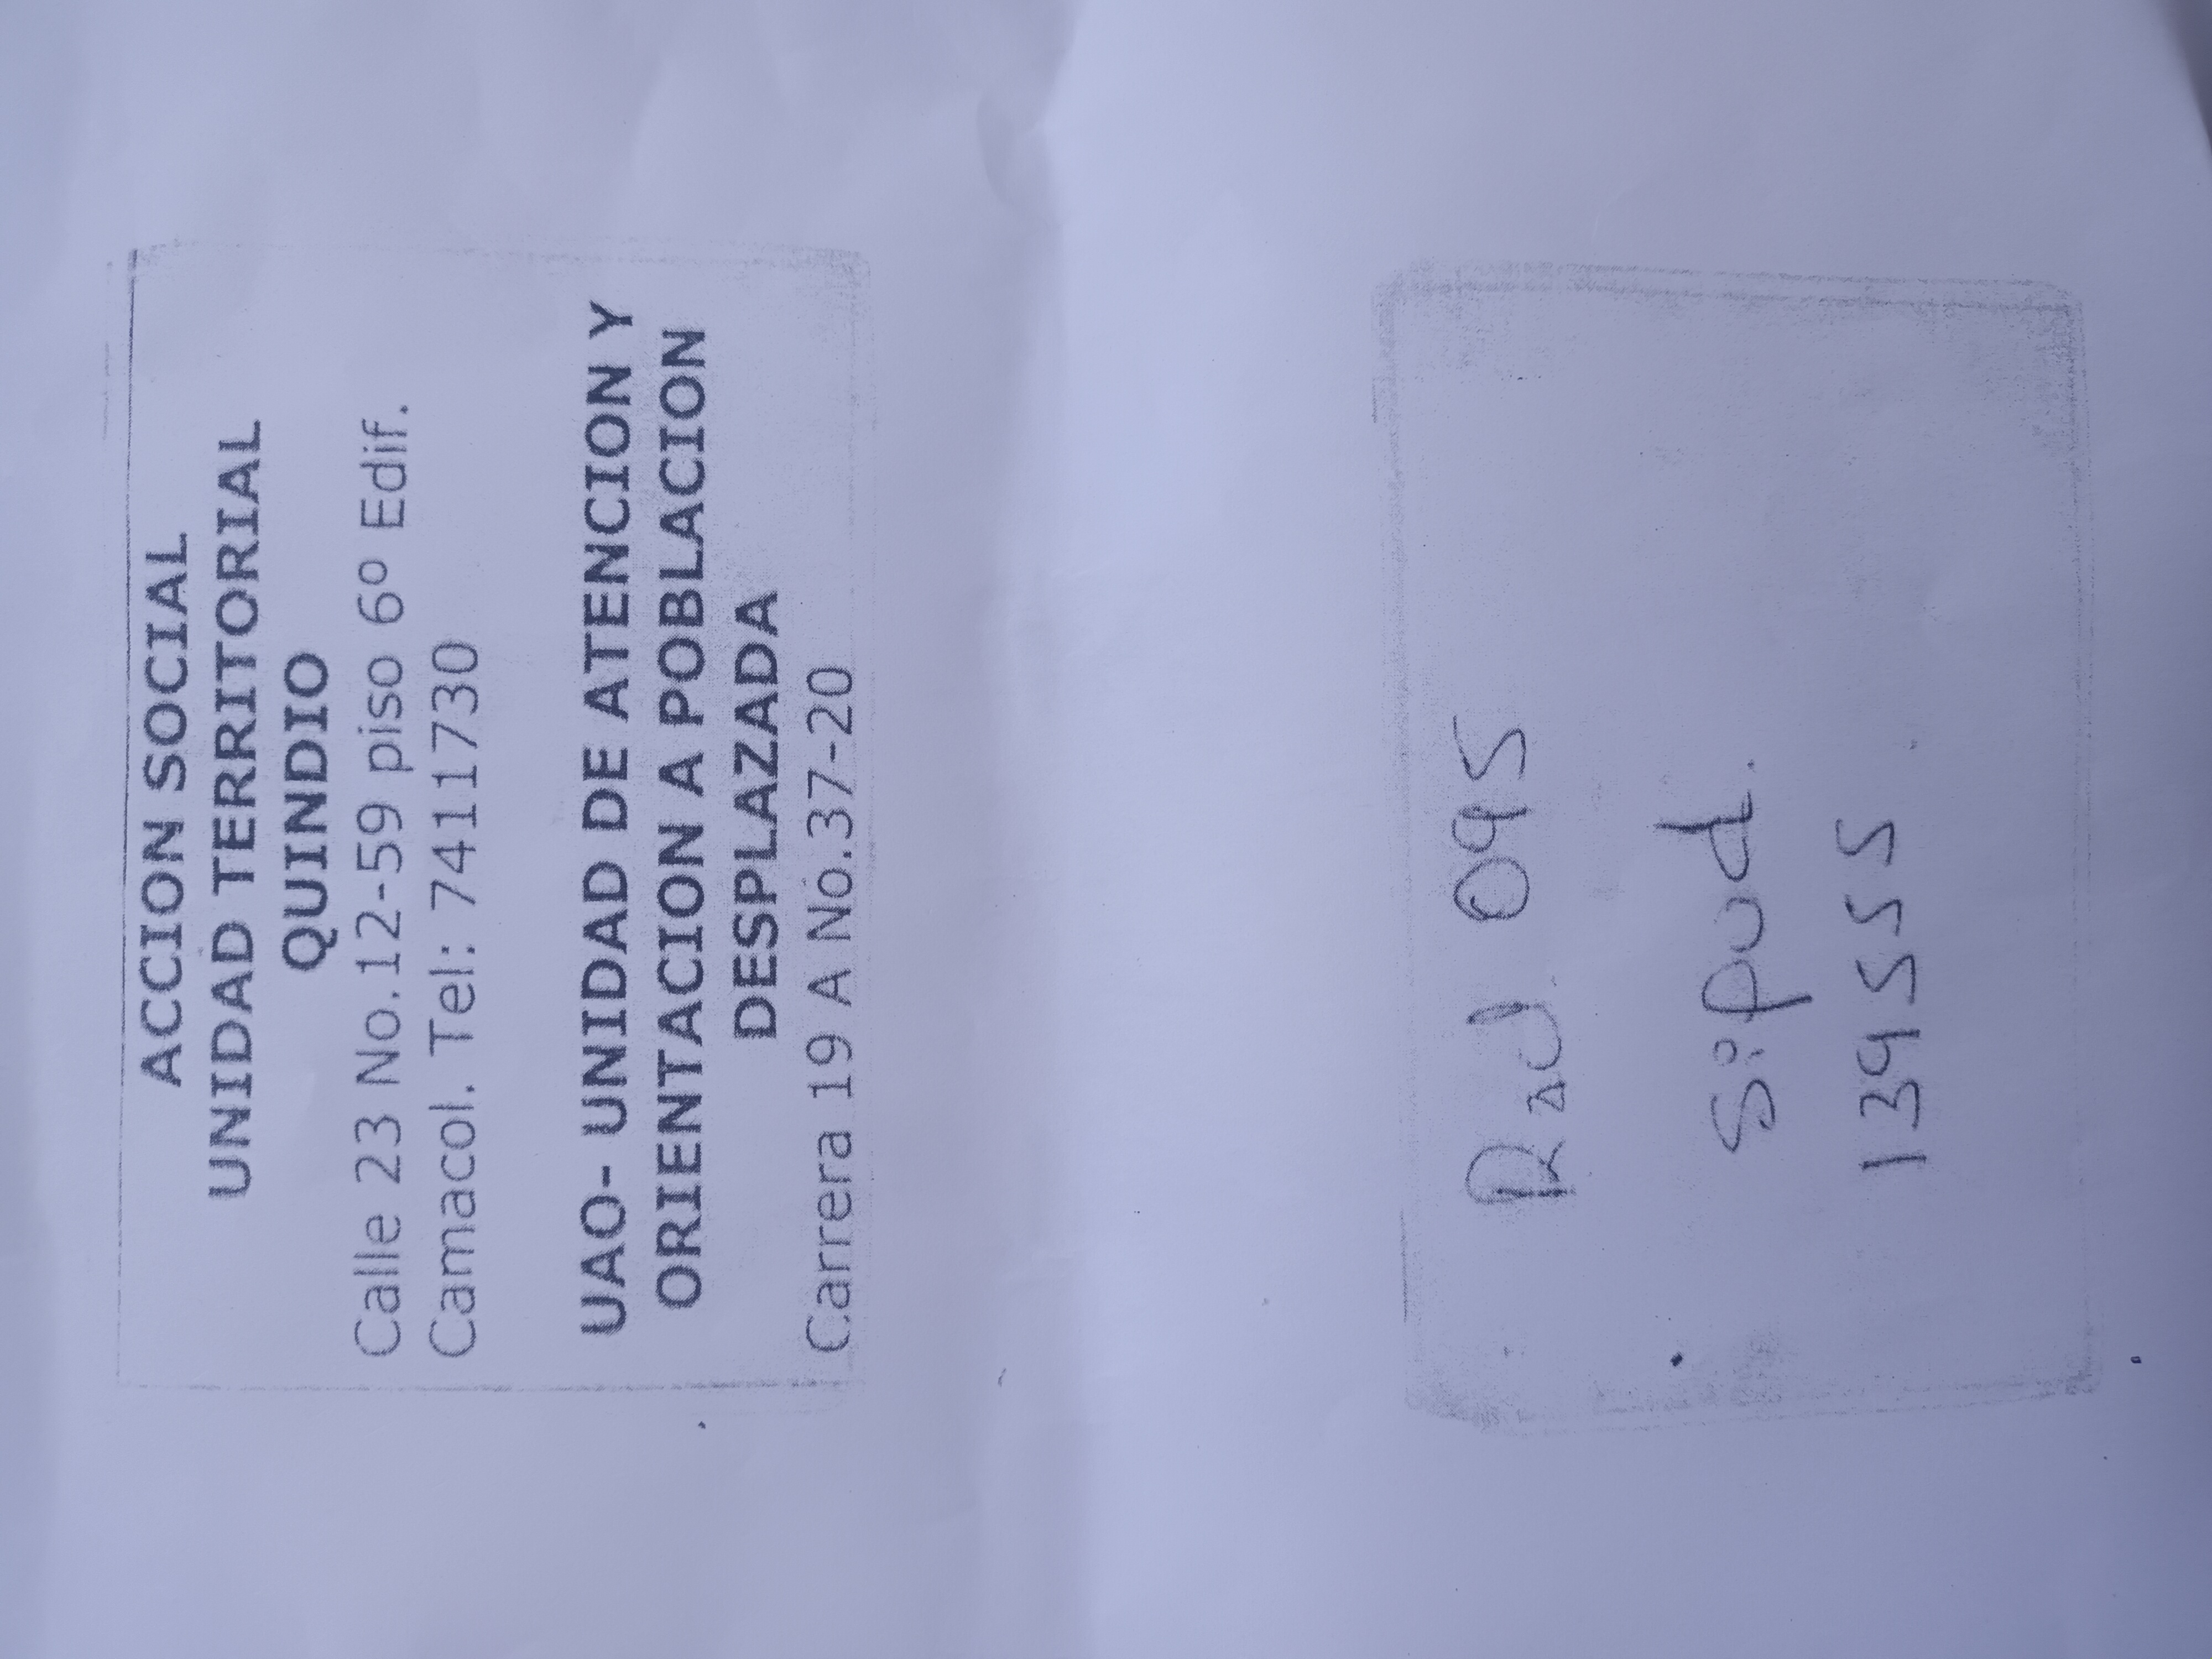 ACCION SOCIAL
UNIDAD TERRITORIAL
QUINDIO
Calle 23 No.12-59 piso 6º Edif.
Camacol. Tel: 7411730
UAO- UNIDAD DE ATENCION Y
ORIENTACION A POBLACION
DESPLAZADA
Carrera 19 A No.37-20
Rad 095
Sipud.
139555